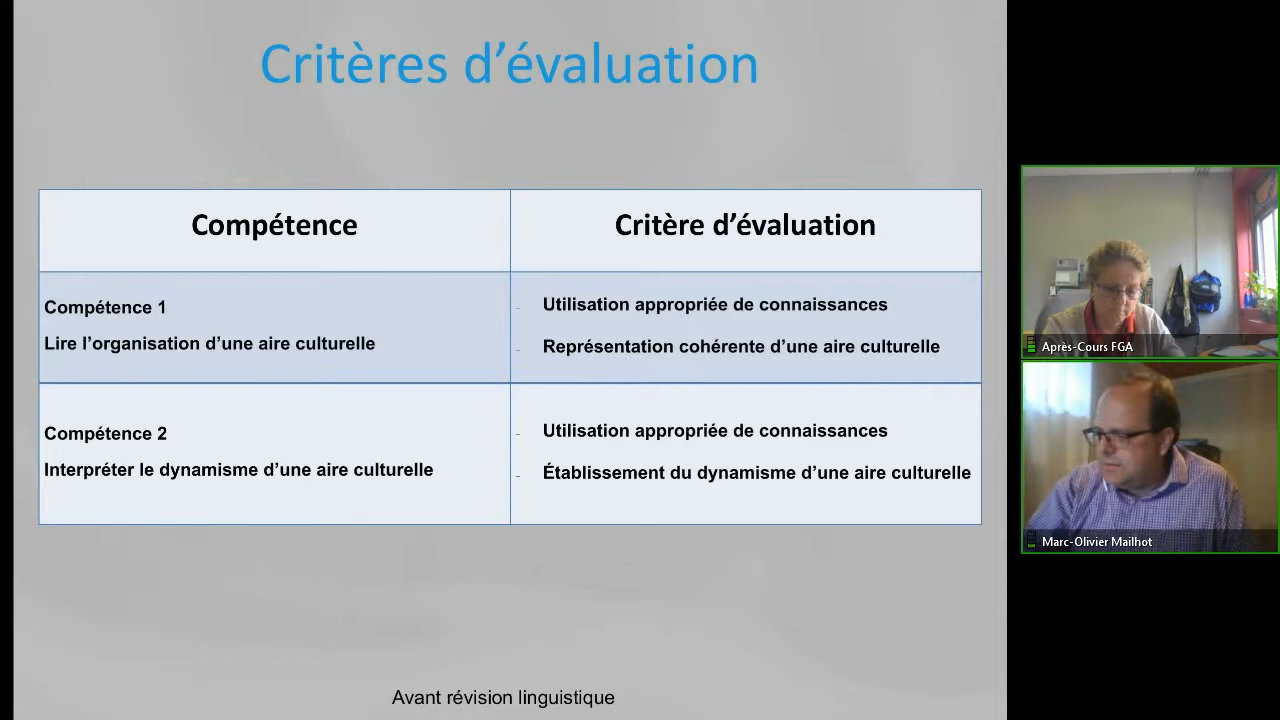 Critères d’évaluation
Compétence
Critère d’évaluation
Compétence 1
Lire l’organisation d’une aire culturelle
- Utilisation appropriée de connaissances
- Représentation cohérente d’une aire culturelle
Compétence 2
Interpréter le dynamisme d’une aire culturelle
- Utilisation appropriée de connaissances
- Établissement du dynamisme d’une aire culturelle
Avant révision linguistique
Après-Cours FGA
Marc-Olivier Mailhot